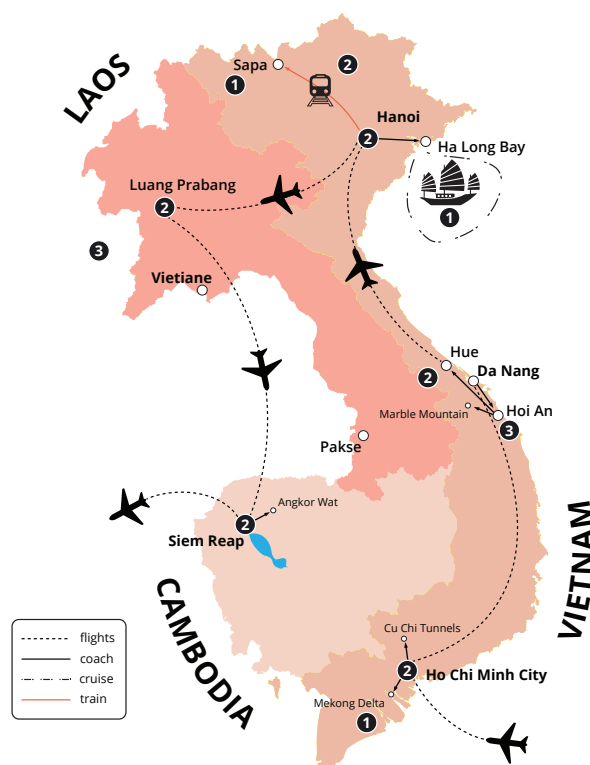 LAOS
Sapa
1
2
Hanoi
2
Ha Long Bay
1
Luang Prabang
2
3
Vietiane
Hue
2
Da Nang
Marble Mountain
Hoi An
3
Pakse
Angkor Wat
2
Siem Reap
VIETNAM
CAMBODIA
Cu Chi Tunnels
2
Ho Chi Minh City
Mekong Delta
1
flights
coach
cruise
train